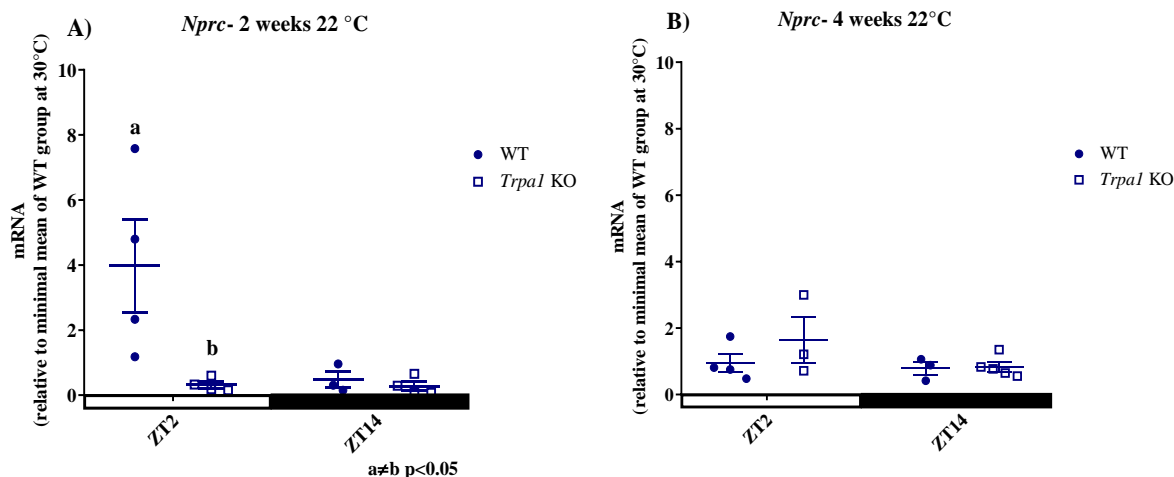 A)
Nprc- 2 weeks 22 °C
mRNA
(relative to minimal mean of WT group at 30°C)
10
8
6
4
2
0
a
b
WT
Trpa1 KO
ZT2
ZT14
a≠b p<0.05
B)
Nprc- 4 weeks 22°C
mRNA
(relative to minimal mean of WT group at 30°C)
10
8
6
4
2
0
WT
Trpa1 KO
ZT2
ZT14